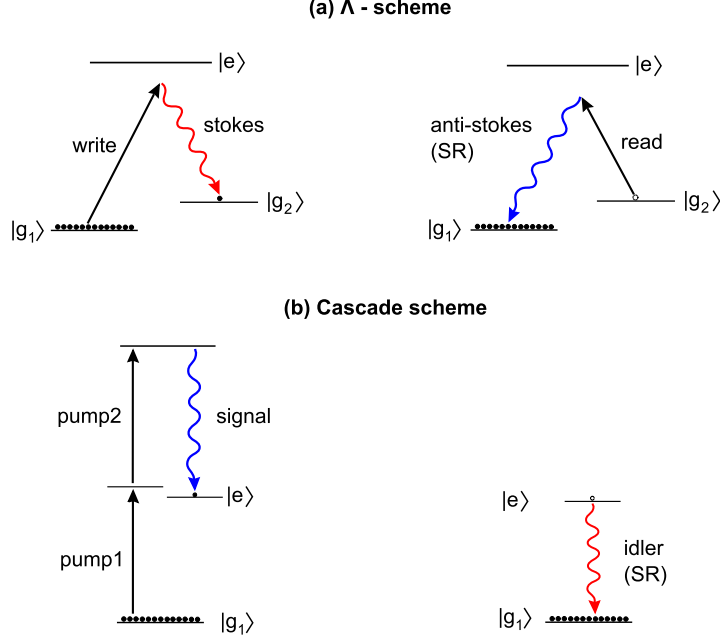 (a) Λ - scheme
|e⟩
|e⟩
write
stokes
anti-stokes
(SR)
read
|g₁⟩
|g₂⟩
|g₁⟩
|g₂⟩
(b) Cascade scheme
pump2
signal
|e⟩
|e⟩
pump1
idler
(SR)
|g₁⟩
|g₁⟩